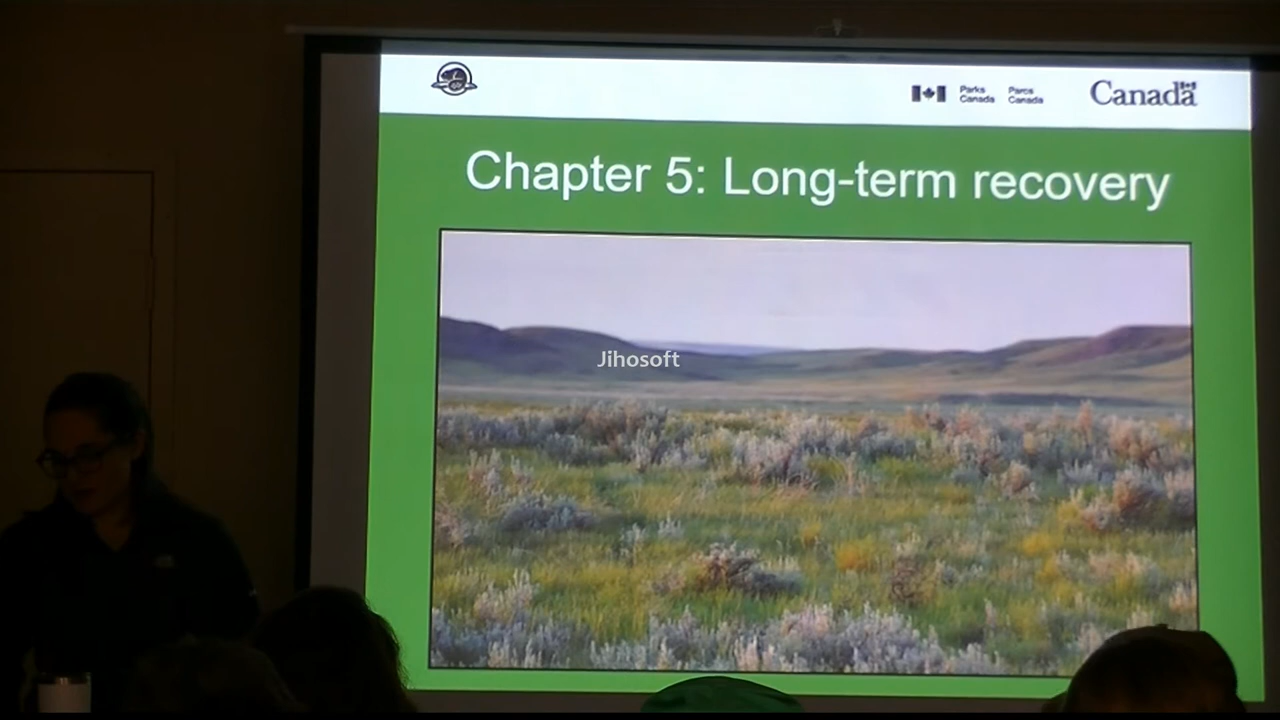 Parks
Canada
Parcs
Canada
Canada
Chapter 5: Long-term recovery
Jihosoft